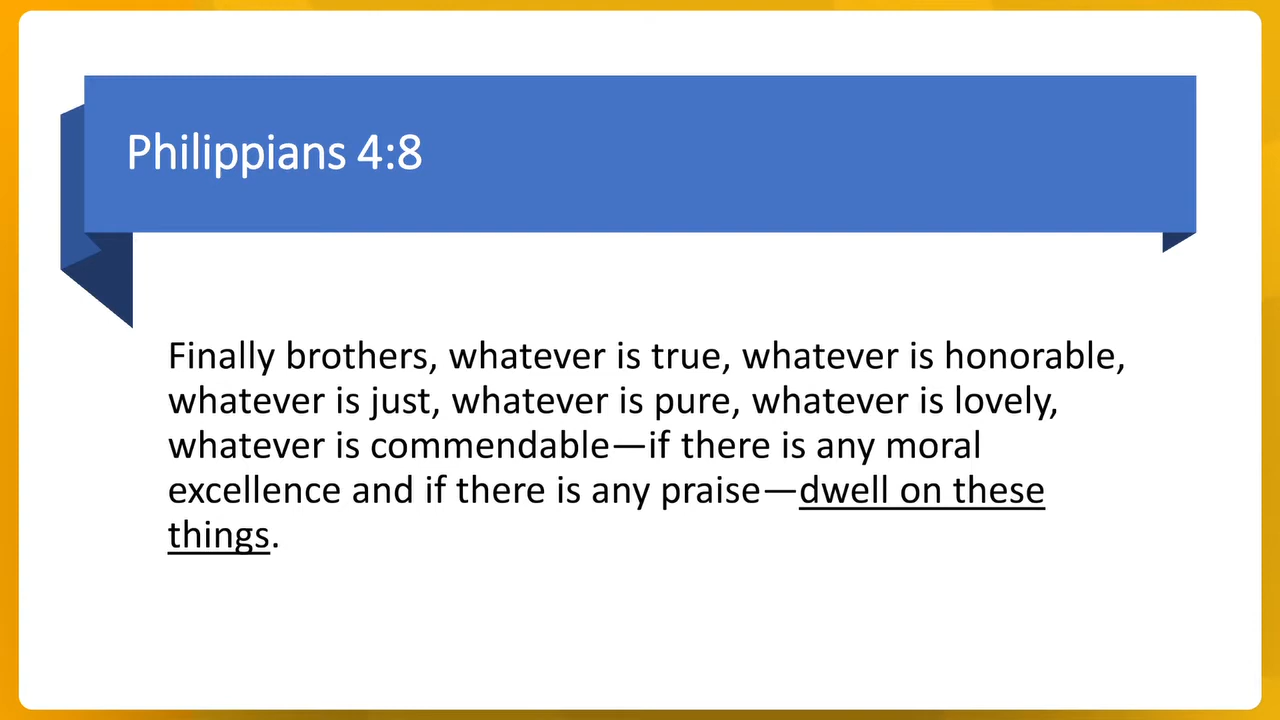 Philippians 4:8
Finally brothers, whatever is true, whatever is honorable,
whatever is just, whatever is pure, whatever is lovely,
whatever is commendable—if there is any moral
excellence and if there is any praise—dwell on these
things.